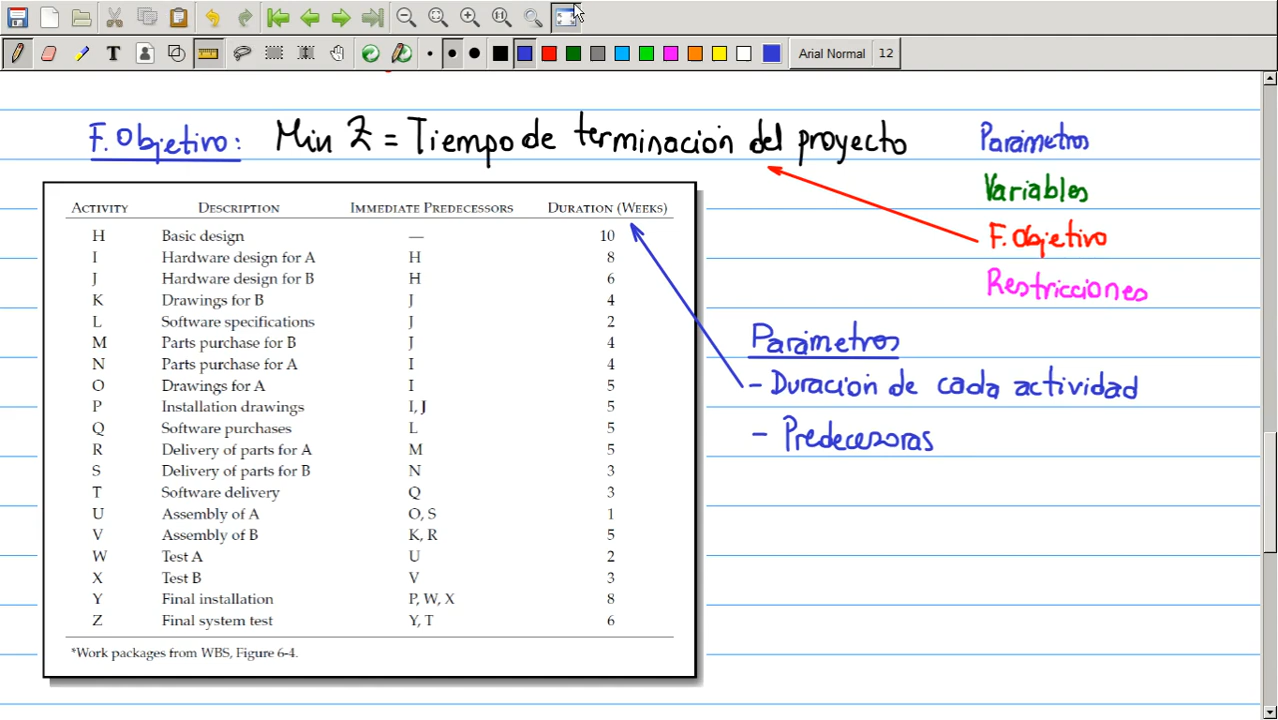 Arial Normal 12
F. Objetivo: Min Z = Tiempo de terminación del proyecto
Parámetros
Variables
F. Objetivo
Restricciones
ACTIVITY DESCRIPTION IMMEDIATE PREDECESSORS DURATION (WEEKS)
H Basic design — 10
I Hardware design for A H 8
J Hardware design for B H 6
K Drawings for B J 4
L Software specifications J 2
M Parts purchase for B J 4
N Parts purchase for A I 4
O Drawings for A I 5
P Installation drawings I, J 5
Q Software purchases L 5
R Delivery of parts for A M 5
S Delivery of parts for B N 3
T Software delivery Q 3
U Assembly of A O, S 1
V Assembly of B K, R 5
W Test A U 2
X Test B V 3
Y Final installation P, W, X 8
Z Final system test Y, T 6
*Work packages from WBS, Figure 6-4.
Parámetros
- Duración de cada actividad
- Predecesoras